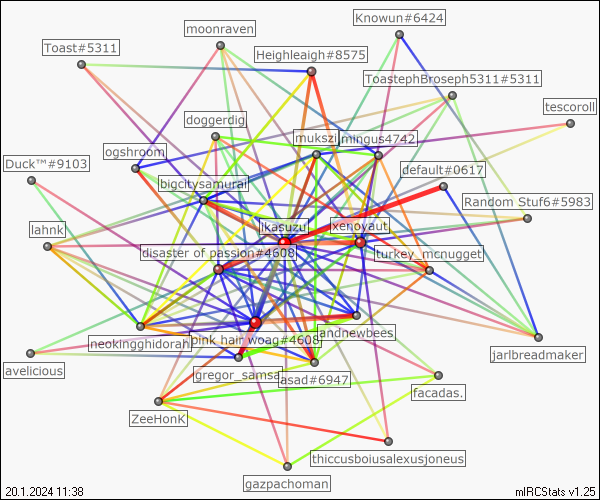 Knowun#6424
moonraven
Toast#5311
Heighleaigh#8575
ToastephBroseph5311#5311
tescoroll
doggerdig
mukszi
mingus4742
ogshroom
Duck™#9103
default#0617
bigcitysamurai
Random Stuf6#5983
ikasuzu
xenoyaut
lahnk
disaster of passion#4608
turkey_mcnugget
andnewbees
neokingghidorah
pink hair woag#4608
jarlbreadmaker
avelicious
gregor_samsa
asad#6947
facadas.
ZeeHonK
thiccusboiusalexusjoneus
gazpachoman
20.1.2024 11:38
mIRCStats v1.25